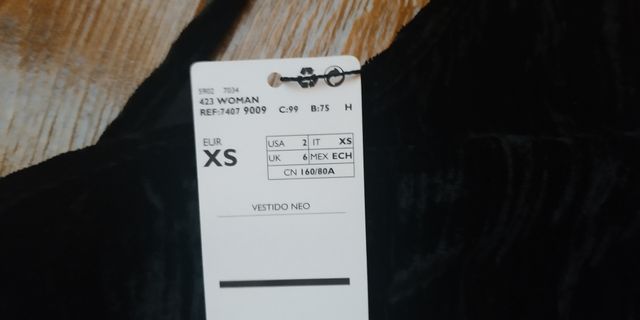 5902 7034
423 WOMAN
REF:7407 9009 C:99 B:75 H
EUR
XS
USA 2 IT XS
UK 6 MEX ECH
CN 160/80A
VESTIDO NEO